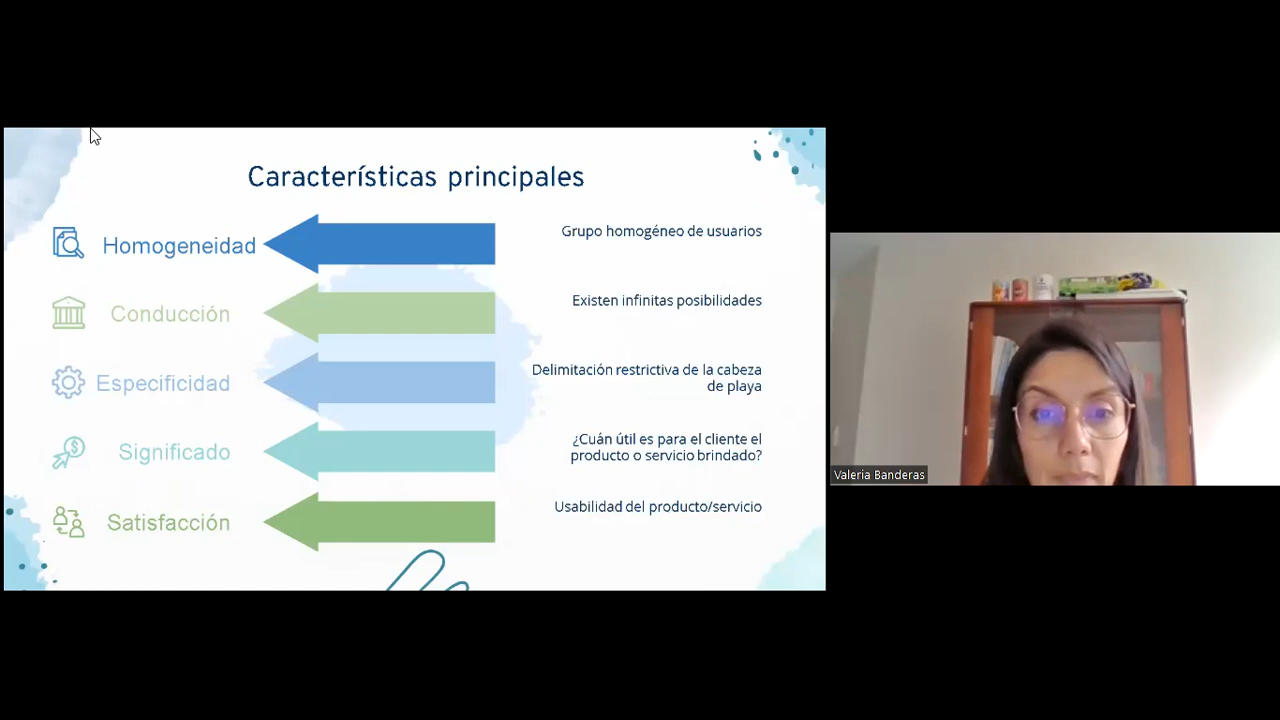 Características principales
Homogeneidad
Grupo homogéneo de usuarios
Conducción
Existen infinitas posibilidades
Especificidad
Delimitación restrictiva de la cabeza
de playa
Significado
¿Cuán útil es para el cliente el
producto o servicio brindado?
Satisfacción
Usabilidad del producto/servicio
Valeria Banderas